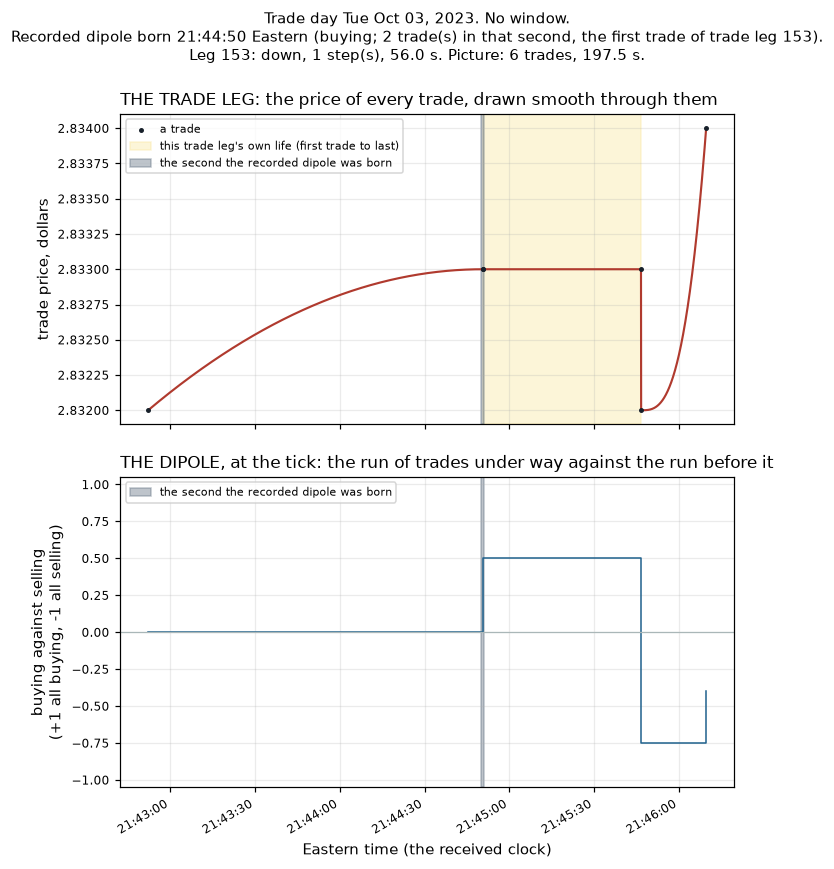 Trade day Tue Oct 03, 2023. No window.
Recorded dipole born 21:44:50 Eastern (buying; 2 trade(s) in that second, the first trade of trade leg 153).
Leg 153: down, 1 step(s), 56.0 s. Picture: 6 trades, 197.5 s.
THE TRADE LEG: the price of every trade, drawn smooth through them
a trade
this trade leg's own life (first trade to last)
the second the recorded dipole was born
trade price, dollars
2.83400
2.83375
2.83350
2.83325
2.83300
2.83275
2.83250
2.83225
2.83200
THE DIPOLE, at the tick: the run of trades under way against the run before it
the second the recorded dipole was born
buying against selling
(+1 all buying, -1 all selling)
1.00
0.75
0.50
0.25
0.00
−0.25
−0.50
−0.75
−1.00
21:43:00
21:43:30
21:44:00
21:44:30
21:45:00
21:45:30
21:46:00
Eastern time (the received clock)